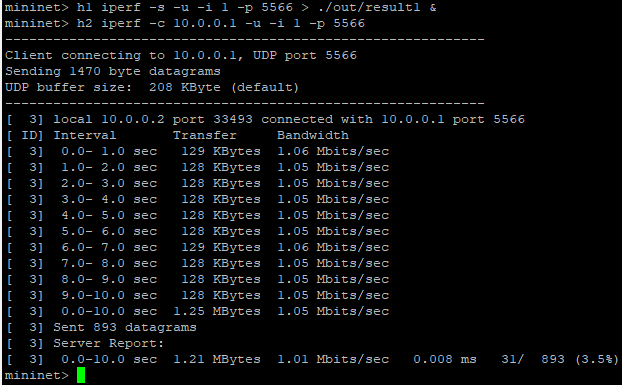 mininet> h1 iperf -s -u -i 1 -p 5566 > ./out/result1 &
mininet> h2 iperf -c 10.0.0.1 -u -i 1 -p 5566
------------------------------------------------------------
Client connecting to 10.0.0.1, UDP port 5566
Sending 1470 byte datagrams
UDP buffer size:  208 KByte (default)
------------------------------------------------------------
[  3] local 10.0.0.2 port 33493 connected with 10.0.0.1 port 5566
[ ID] Interval       Transfer     Bandwidth
[  3]  0.0- 1.0 sec   129 KBytes  1.06 Mbits/sec
[  3]  1.0- 2.0 sec   128 KBytes  1.05 Mbits/sec
[  3]  2.0- 3.0 sec   128 KBytes  1.05 Mbits/sec
[  3]  3.0- 4.0 sec   128 KBytes  1.05 Mbits/sec
[  3]  4.0- 5.0 sec   128 KBytes  1.05 Mbits/sec
[  3]  5.0- 6.0 sec   128 KBytes  1.05 Mbits/sec
[  3]  6.0- 7.0 sec   129 KBytes  1.06 Mbits/sec
[  3]  7.0- 8.0 sec   128 KBytes  1.05 Mbits/sec
[  3]  8.0- 9.0 sec   128 KBytes  1.05 Mbits/sec
[  3]  9.0-10.0 sec   128 KBytes  1.05 Mbits/sec
[  3]  0.0-10.0 sec  1.25 MBytes  1.05 Mbits/sec
[  3] Sent 893 datagrams
[  3] Server Report:
[  3]  0.0-10.0 sec  1.21 MBytes  1.01 Mbits/sec   0.008 ms   31/  893 (3.5%)
mininet>